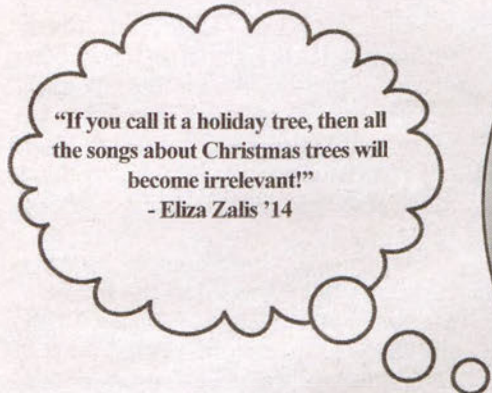 “If you call it a holiday tree, then all
the songs about Christmas trees will
become irrelevant!”
- Eliza Zalis ’14